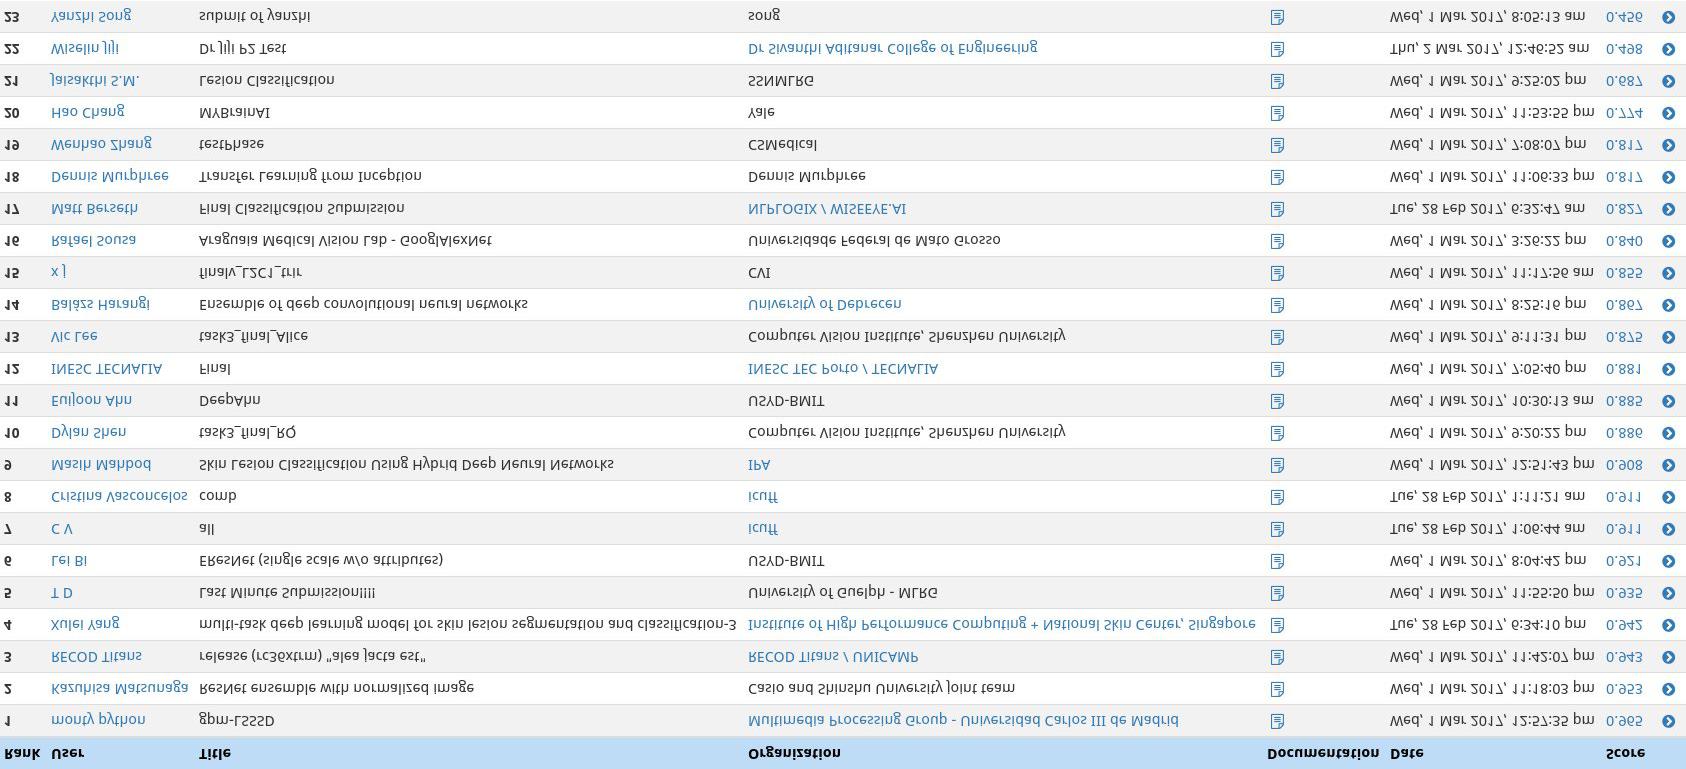 Rank User Title Organization Documentation Date Score
1 monty python gpm-LSSSD Multimedia Processing Group - Universidad Carlos III de Madrid Wed, 1 Mar 2017, 12:57:35 pm 0.965
2 Kazuhisa Matsunaga ResNet ensemble with normalized image Casio and Shinshu University joint team Wed, 1 Mar 2017, 11:18:03 pm 0.953
3 RECOD Titans release (rc36xtrm) "alea jacta est" RECOD Titans / UNICAMP Wed, 1 Mar 2017, 11:42:07 pm 0.943
4 Xulei Yang multi-task deep learning model for skin lesion segmentation and classification-3 Institute of High Performance Computing + National Skin Center, Singapore Tue, 28 Feb 2017, 6:34:10 pm 0.942
5 T D Last Minute Submission!!!! University of Guelph - MLRG Wed, 1 Mar 2017, 11:55:50 pm 0.935
6 Lei Bi EResNet (single scale w/o attributes) USYD-BMIT Wed, 1 Mar 2017, 8:04:42 pm 0.921
7 C V all icuff Tue, 28 Feb 2017, 1:06:44 am 0.911
8 Cristina Vasconcelos comb icuff Tue, 28 Feb 2017, 1:11:21 am 0.911
9 Masih Mahbod Skin Lesion Classification Using Hybrid Deep Neural Networks IPA Wed, 1 Mar 2017, 12:51:43 pm 0.908
10 Dylan Shen task3_final_RQ Computer Vision Institute, Shenzhen University Wed, 1 Mar 2017, 9:20:22 pm 0.886
11 Euijoon Ahn DeepAhn USYD-BMIT Wed, 1 Mar 2017, 10:30:13 am 0.885
12 INESC TECNALIA Final INESC TEC Porto / TECNALIA Wed, 1 Mar 2017, 7:05:40 pm 0.881
13 Vic Lee task3_final_Alice Computer Vision Institute, Shenzhen University Wed, 1 Mar 2017, 9:11:31 pm 0.875
14 Balázs Harangi Ensemble of deep convolutional neural networks University of Debrecen Wed, 1 Mar 2017, 8:25:16 pm 0.867
15 x j finalv_L2C1_trir CVI Wed, 1 Mar 2017, 11:17:56 am 0.855
16 Rafael Sousa Araguaia Medical Vision Lab - GooglAlexNet Universidade Federal de Mato Grosso Wed, 1 Mar 2017, 3:26:22 pm 0.840
17 Matt Berseth Final Classification Submission NLPLOGIX / WISEEYE.AI Tue, 28 Feb 2017, 6:32:47 am 0.827
18 Dennis Murphree Transfer Learning from Inception Dennis Murphree Wed, 1 Mar 2017, 11:06:33 pm 0.817
19 Wenhao Zhang testPhase CSMedical Wed, 1 Mar 2017, 7:08:07 pm 0.817
20 Hao Chang MYBrainAI Yale Wed, 1 Mar 2017, 11:53:55 pm 0.774
21 Jaisakthi S.M. Lesion Classification SSNMLRG Wed, 1 Mar 2017, 9:25:02 pm 0.687
22 Wiselin Jiji Dr Jiji P2 Test Dr Sivanthi Aditanar College of Engineering Thu, 2 Mar 2017, 12:46:52 am 0.498
23 Yanzhi Song submit of yanzhi song Wed, 1 Mar 2017, 8:05:13 am 0.456